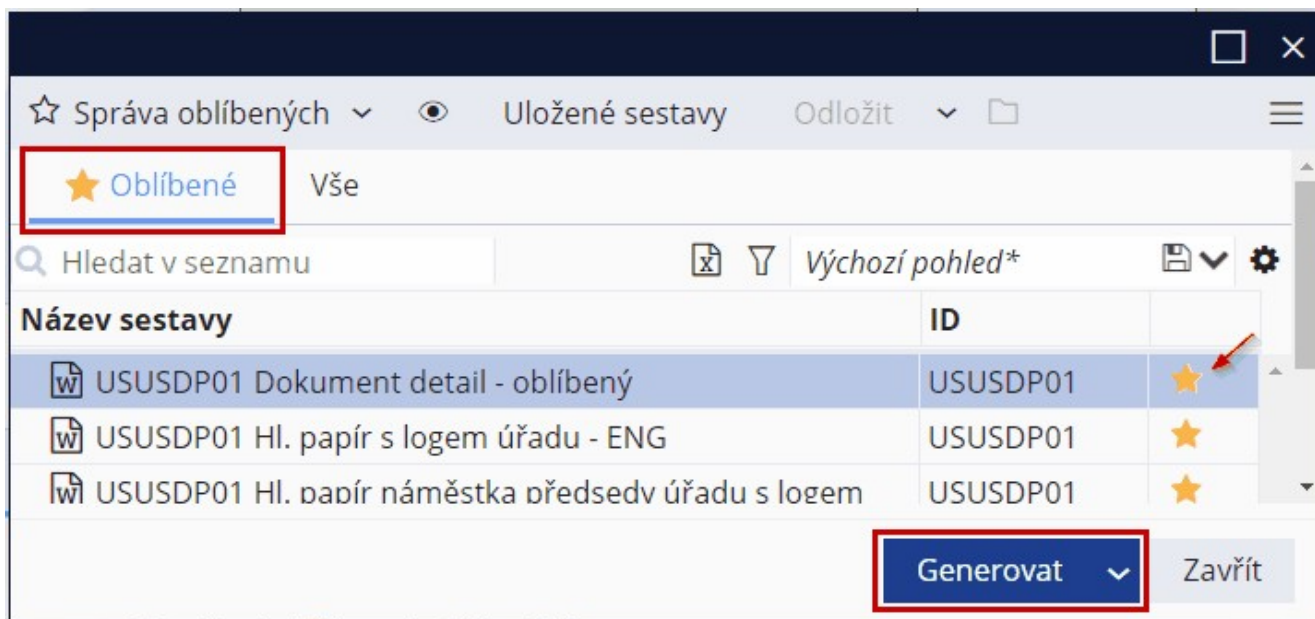 Správa oblíbených Uložené sestavy Odložit
Oblíbené Vše
Hledat v seznamu Výchozí pohled*
Název sestavy ID
USUSDP01 Dokument detail - oblíbený USUSDP01
USUSDP01 Hl. papír s logem úřadu - ENG USUSDP01
USUSDP01 Hl. papír náměstka předsedy úřadu s logem USUSDP01
Generovat Zavřít